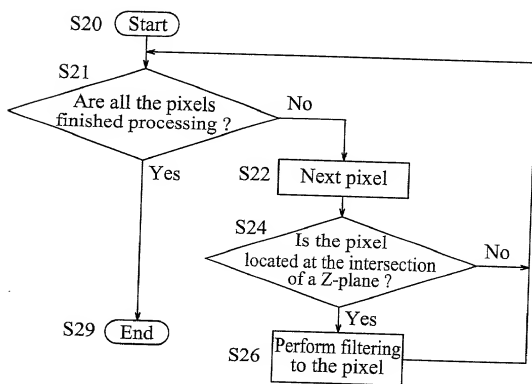 S20 Start
S21
Are all the pixels
finished processing ?
No
Yes
S22 Next pixel
S24
Is the pixel
located at the intersection
of a Z-plane ?
No
Yes
S29 End
S26 Perform filtering
to the pixel